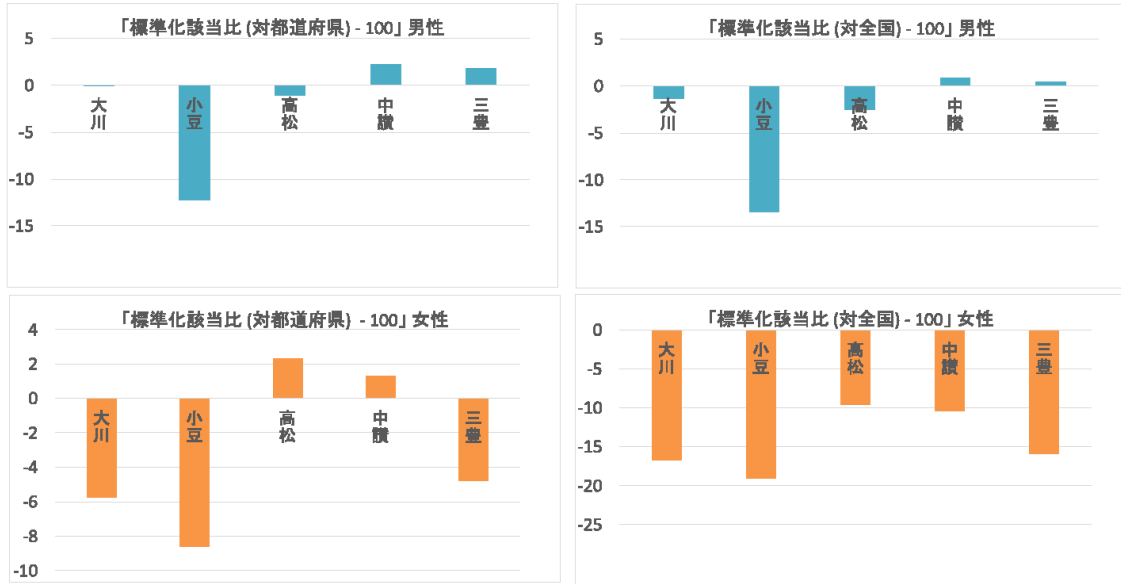 「標準化該当比 (対都道府県) - 100」 男性
5
0
-5
-10
-15
大川
小豆
高松
中讃
三豊
「標準化該当比 (対全国) - 100」 男性
5
0
-5
-10
-15
大川
小豆
高松
中讃
三豊
「標準化該当比 (対都道府県) - 100」 女性
4
2
0
-2
-4
-6
-8
-10
大川
小豆
高松
中讃
三豊
「標準化該当比 (対全国) - 100」 女性
0
-5
-10
-15
-20
-25
大川
小豆
高松
中讃
三豊